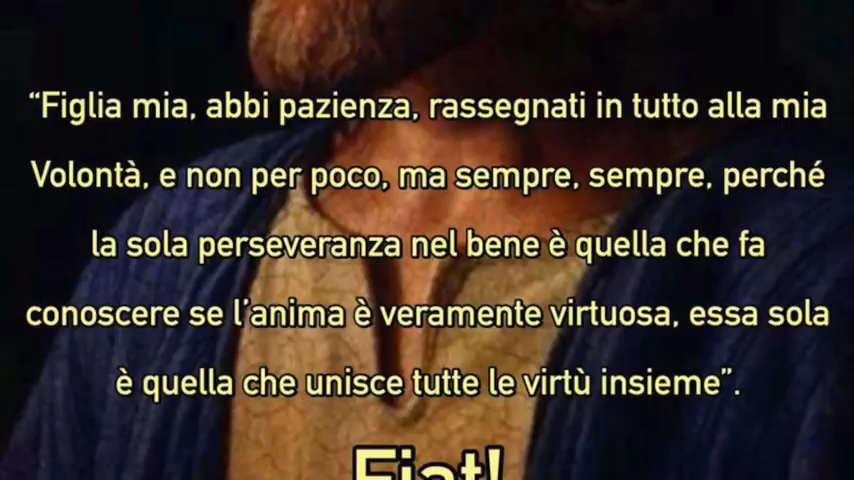 “Figlia mia, abbi pazienza, rassegnati in tutto alla mia
Volontà, e non per poco, ma sempre, sempre, perché
la sola perseveranza nel bene è quella che fa
conoscere se l’anima è veramente virtuosa, essa sola
è quella che unisce tutte le virtù insieme”.
Fiat!